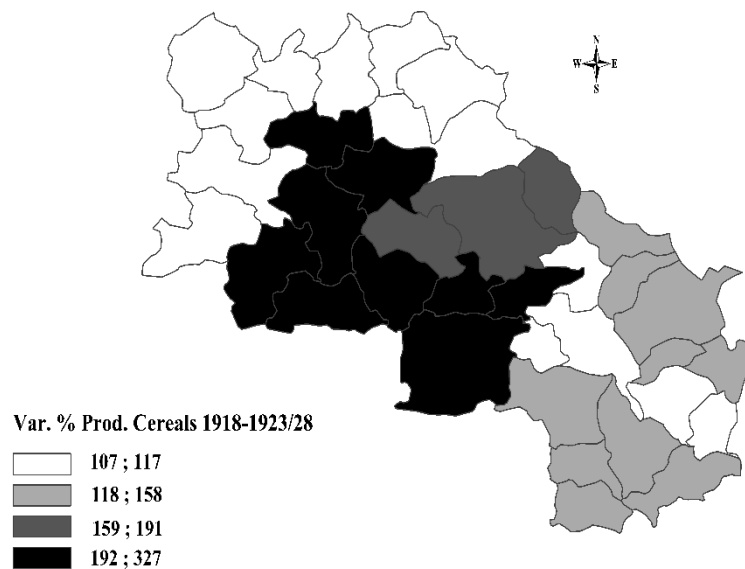 N
W E
S
Var. % Prod. Cereals 1918-1923/28
107 ; 117
118 ; 158
159 ; 191
192 ; 327